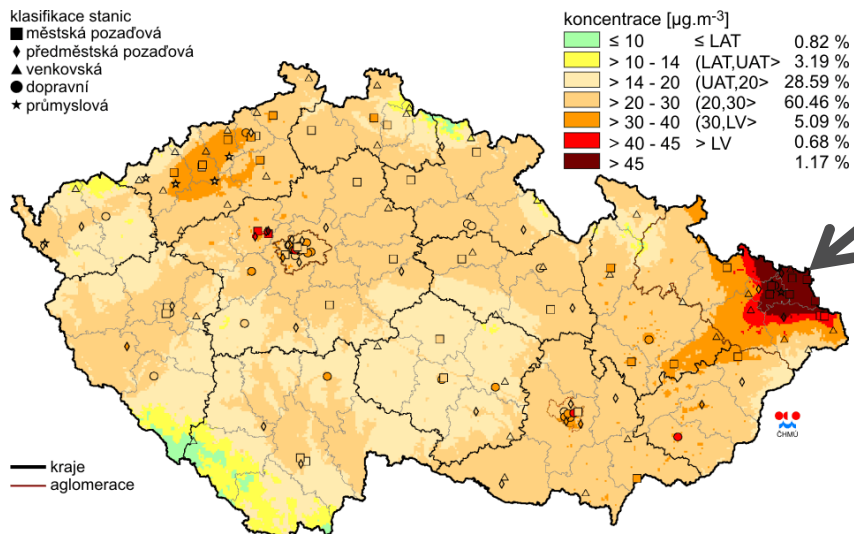 klasifikace stanic
městská pozaďová
předměstská pozaďová
venkovská
dopravní
průmyslová
koncentrace [µg.m-3]
≤ 10 ≤ LAT 0.82 %
> 10 - 14 (LAT,UAT> 3.19 %
> 14 - 20 (UAT,20> 28.59 %
> 20 - 30 (20,30> 60.46 %
> 30 - 40 (30,LV> 5.09 %
> 40 - 45 > LV 0.68 %
> 45 1.17 %
ČHMÚ
kraje
aglomerace